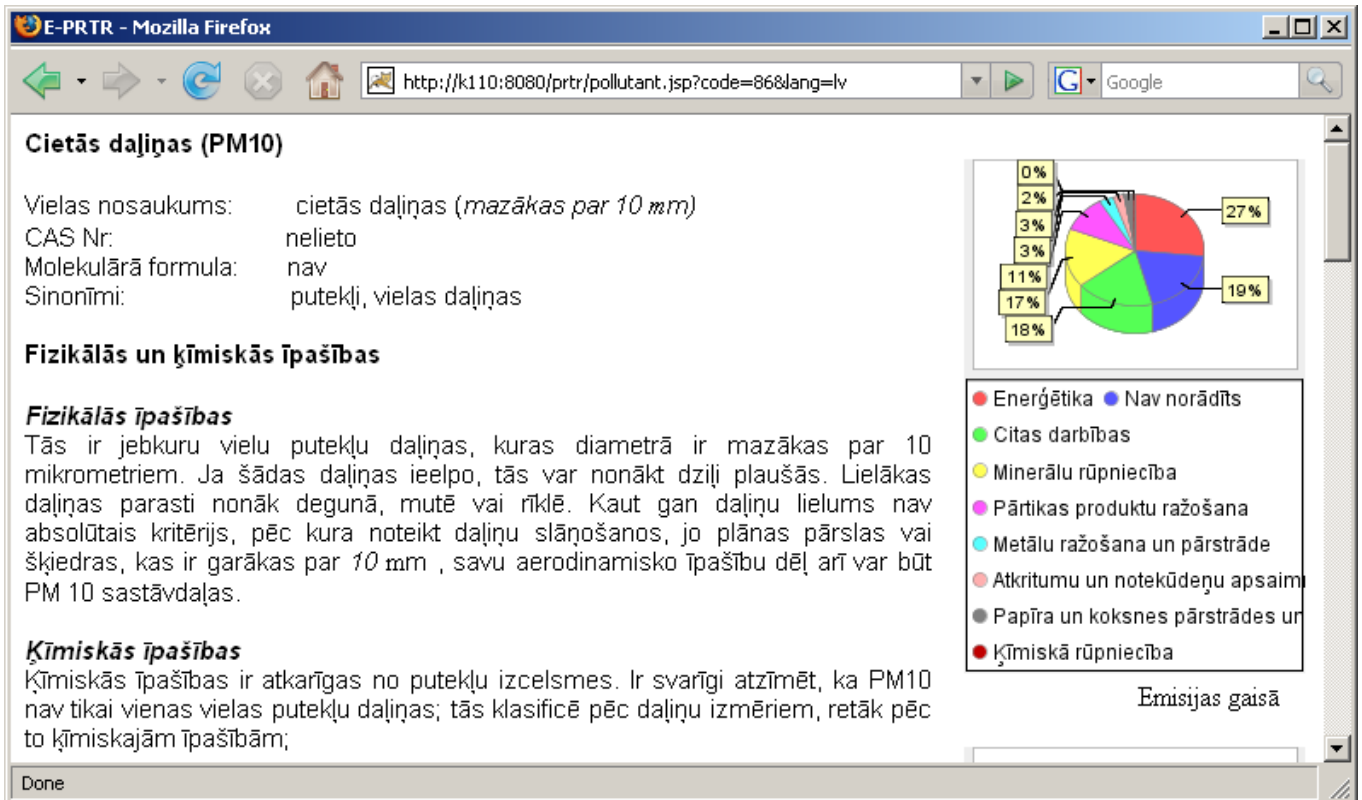 E-PRTR - Mozilla Firefox
http://k110:8080/prtr/pollutant.jsp?code=86&lang=lv
G Google
Cietās daļiņas (PM10)
Vielas nosaukums: cietās daļiņas (mazākas par 10 mm)
CAS Nr: nelieto
Molekulārā formula: nav
Sinonīmi: putekļi, vielas daļiņas
Fizikālās un ķīmiskās īpašības
Fizikālās īpašības
Tās ir jebkuru vielu putekļu daļiņas, kuras diametrā ir mazākas par 10
mikrometriem. Ja šādas daļiņas ieelpo, tās var nonākt dziļi plaušās. Lielākas
daļiņas parasti nonāk degunā, mutē vai rīklē. Kaut gan daļiņu lielums nav
absolūtais kritērijs, pēc kura noteikt daļiņu slāņošanos, jo plānas pārslas vai
šķiedras, kas ir garākas par 10 mm , savu aerodinamisko īpašību dēļ arī var būt
PM 10 sastāvdaļas.
Ķīmiskās īpašības
Ķīmiskās īpašības ir atkarīgas no putekļu izcelsmes. Ir svarīgi atzīmēt, ka PM10
nav tikai vienas vielas putekļu daļiņas; tās klasificē pēc daļiņu izmēriem, retāk pēc
to ķīmiskajām īpašībām;
0%
2%
3%
3%
11%
17%
18%
27%
19%
Enerģētika Nav norādīts
Citas darbības
Minerālu rūpniecība
Pārtikas produktu ražošana
Metālu ražošana un pārstrāde
Atkritumu un notekūdeņu apsaim
Papīra un koksnes pārstrādes un
Ķīmiskā rūpniecība
Emisijas gaisā
Done